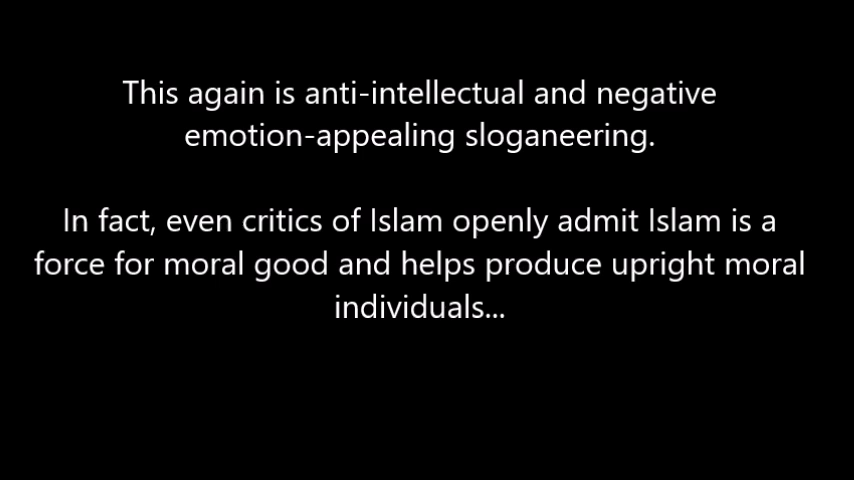 This again is anti-intellectual and negative
emotion-appealing sloganeering.
In fact, even critics of Islam openly admit Islam is a
force for moral good and helps produce upright moral
individuals...